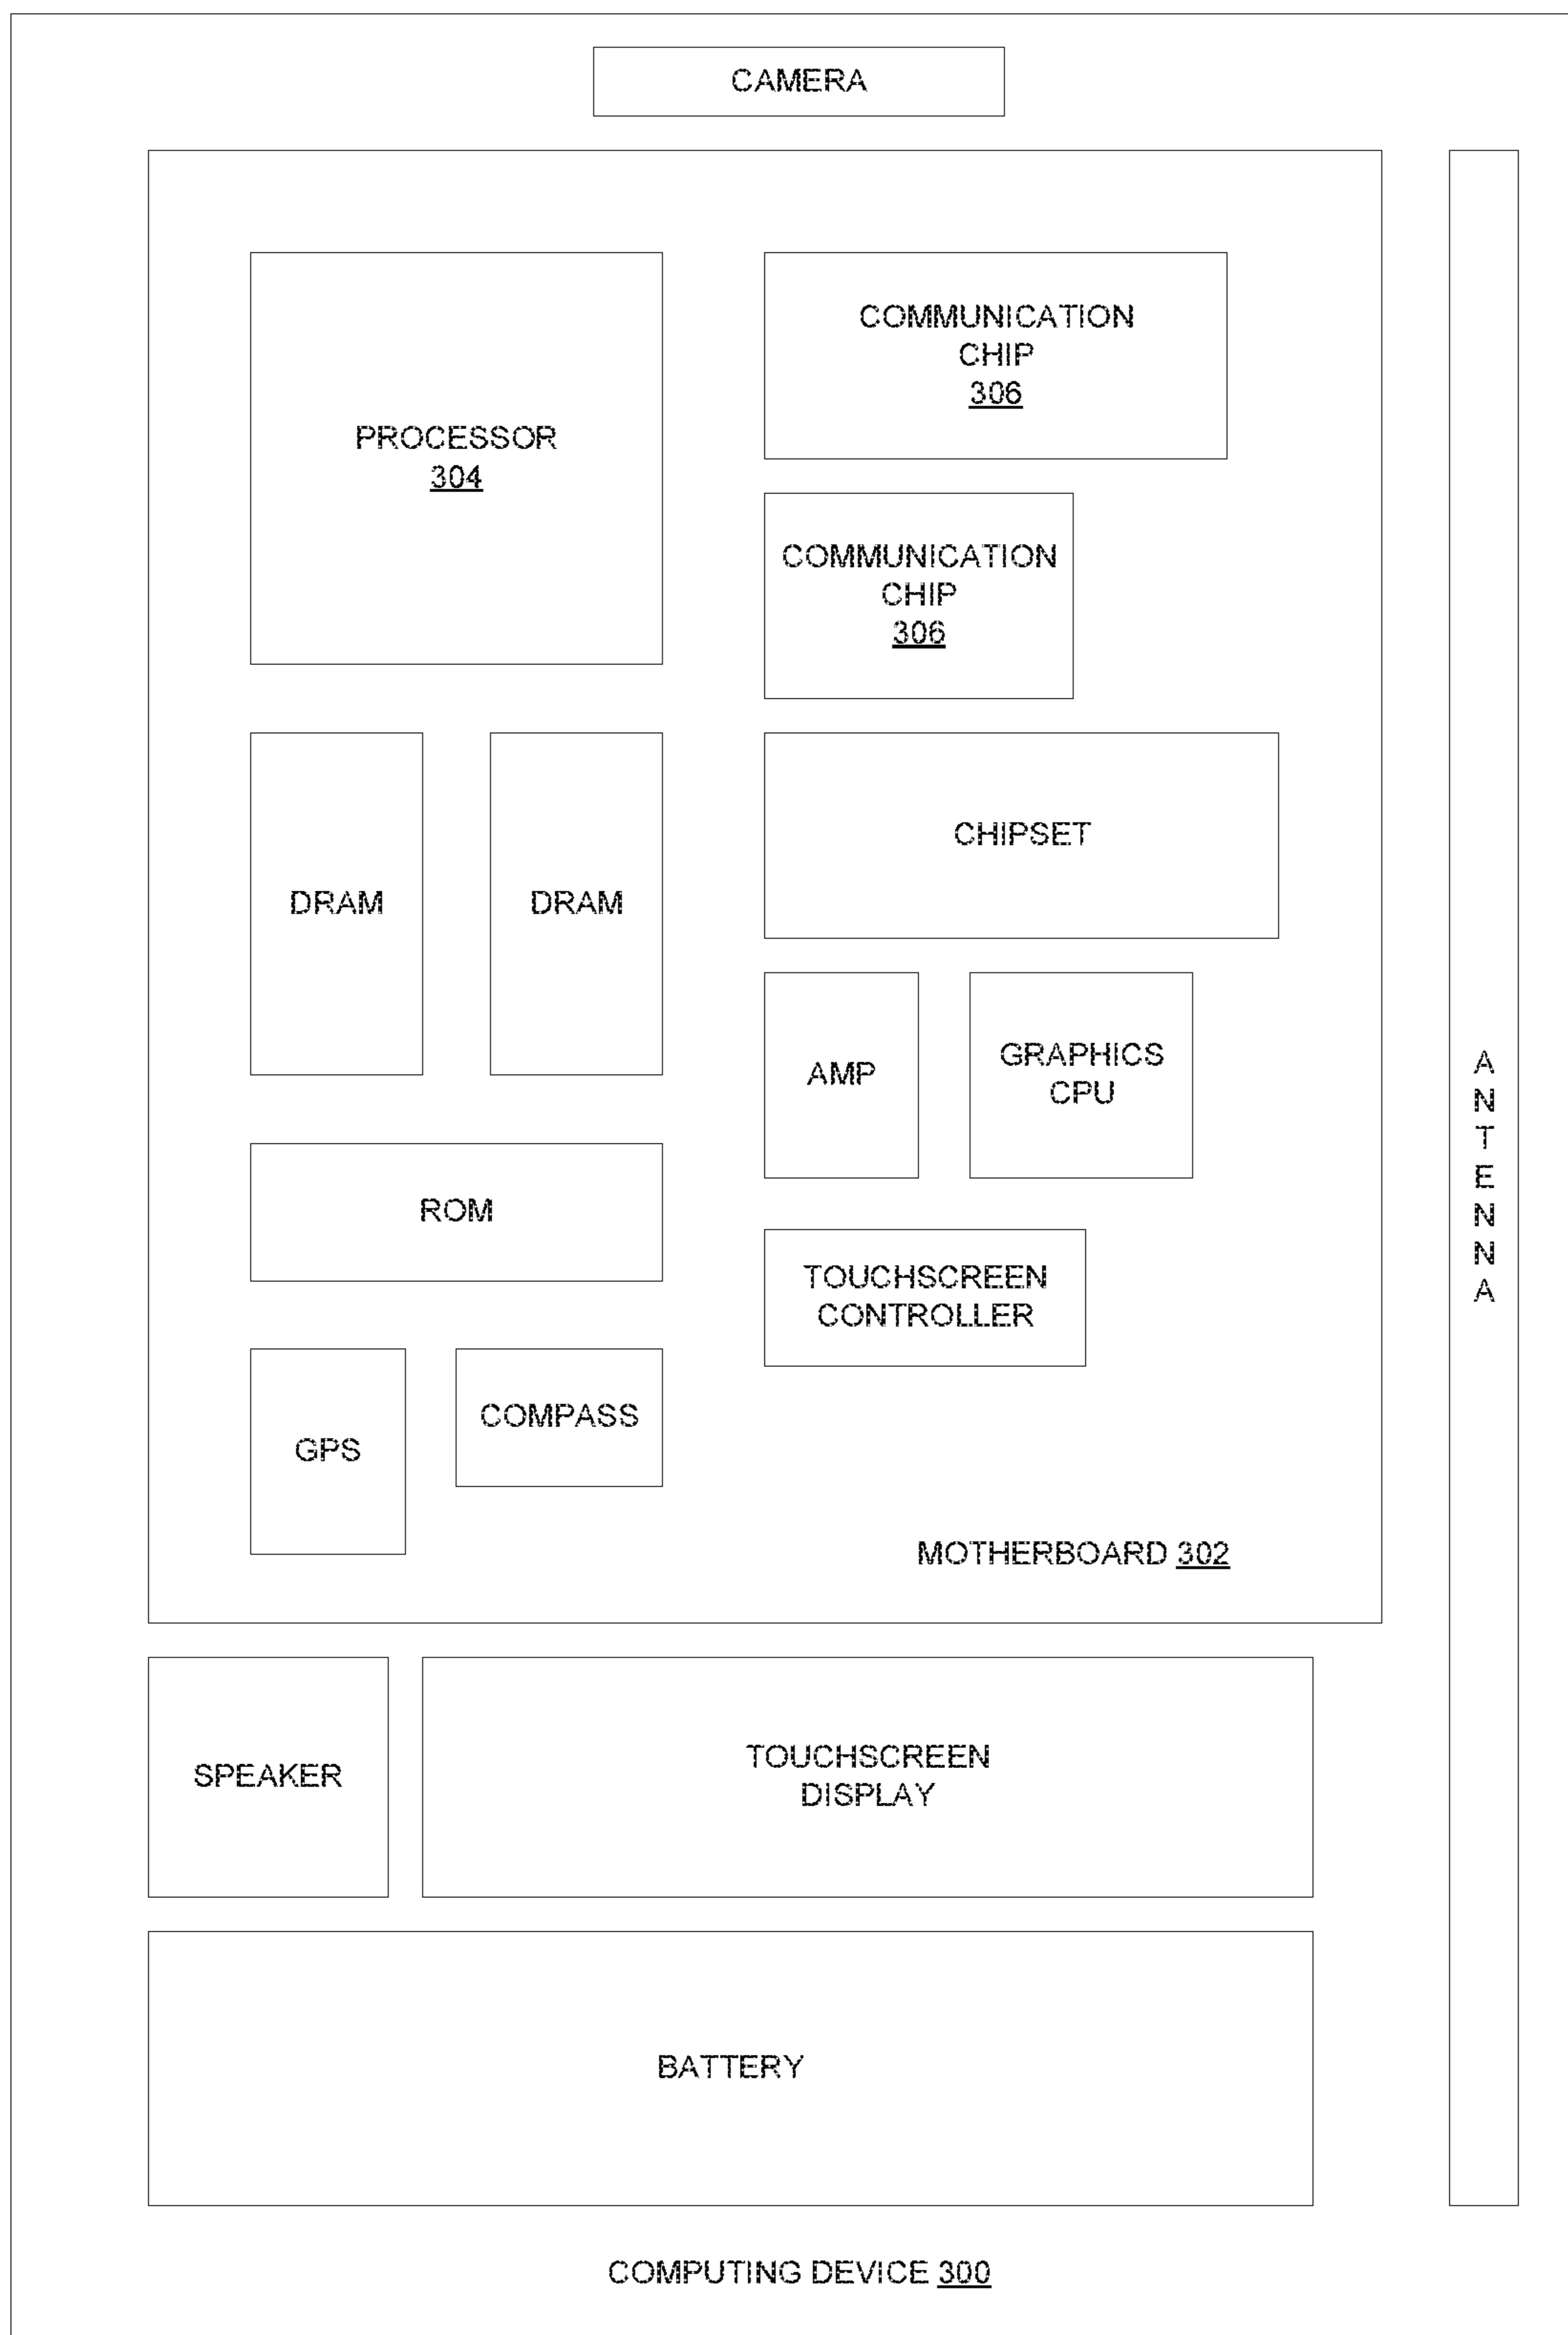 CAMERA
PROCESSOR
304
COMMUNICATION
CHIP
306
COMMUNICATION
CHIP
306
DRAM
DRAM
CHIPSET
AMP
GRAPHICS
CPU
ROM
TOUCHSCREEN
CONTROLLER
GPS
COMPASS
MOTHERBOARD 302
A
N
T
E
N
N
A
SPEAKER
TOUCHSCREEN
DISPLAY
BATTERY
COMPUTING DEVICE 300